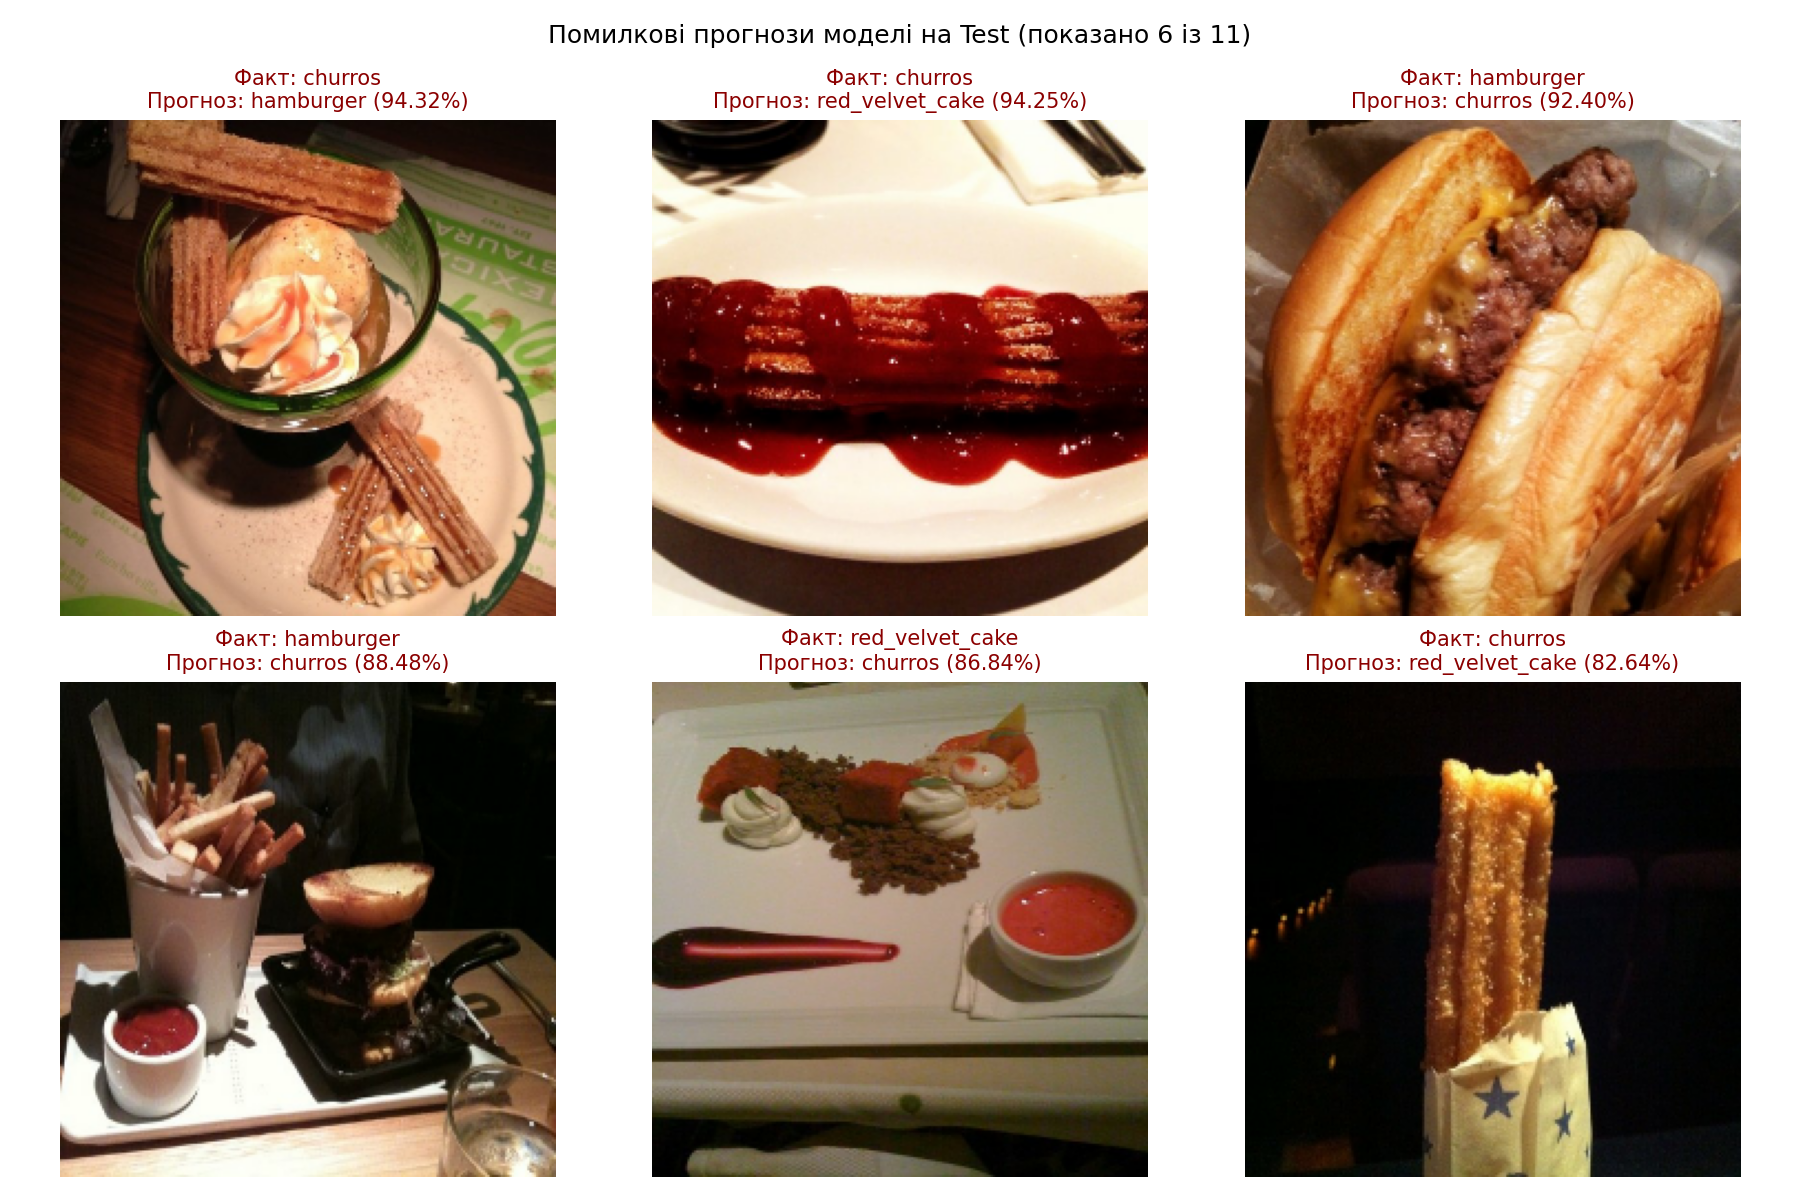 Помилкові прогнози моделі на Test (показано 6 із 11)
Факт: churros
Прогноз: hamburger (94.32%)
Факт: churros
Прогноз: red_velvet_cake (94.25%)
Факт: hamburger
Прогноз: churros (92.40%)
Факт: hamburger
Прогноз: churros (88.48%)
Факт: red_velvet_cake
Прогноз: churros (86.84%)
Факт: churros
Прогноз: red_velvet_cake (82.64%)